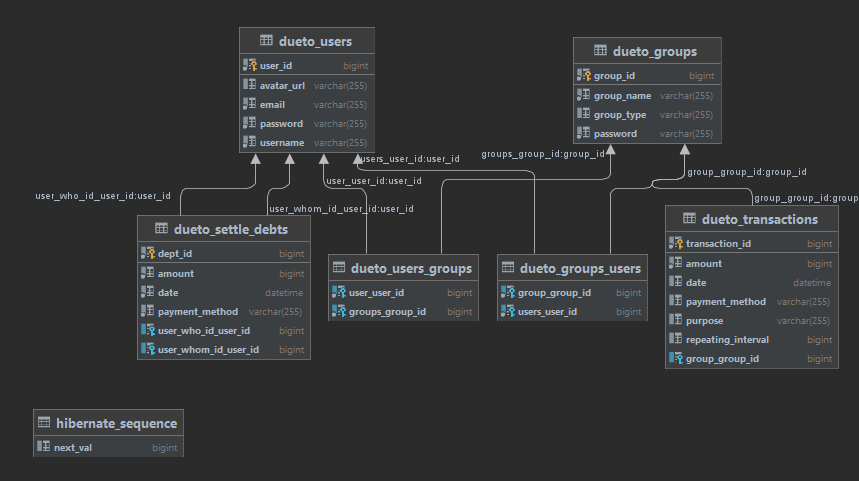 dueto_users
user_id bigint
avatar_url varchar(255)
email varchar(255)
password varchar(255)
username varchar(255)
dueto_groups
group_id bigint
group_name varchar(255)
group_type varchar(255)
password varchar(255)
users_user_id:user_id
groups_group_id:group_id
user_user_id:user_id
group_group_id:group_id
user_who_id_user_id:user_id
user_whom_id_user_id:user_id
group_group_id:group
dueto_settle_debts
dept_id bigint
amount bigint
date datetime
payment_method varchar(255)
user_who_id_user_id bigint
user_whom_id_user_id bigint
dueto_users_groups
user_user_id bigint
groups_group_id bigint
dueto_groups_users
group_group_id bigint
users_user_id bigint
dueto_transactions
transaction_id bigint
amount bigint
date datetime
payment_method varchar(255)
purpose varchar(255)
repeating_interval bigint
group_group_id bigint
hibernate_sequence
next_val bigint